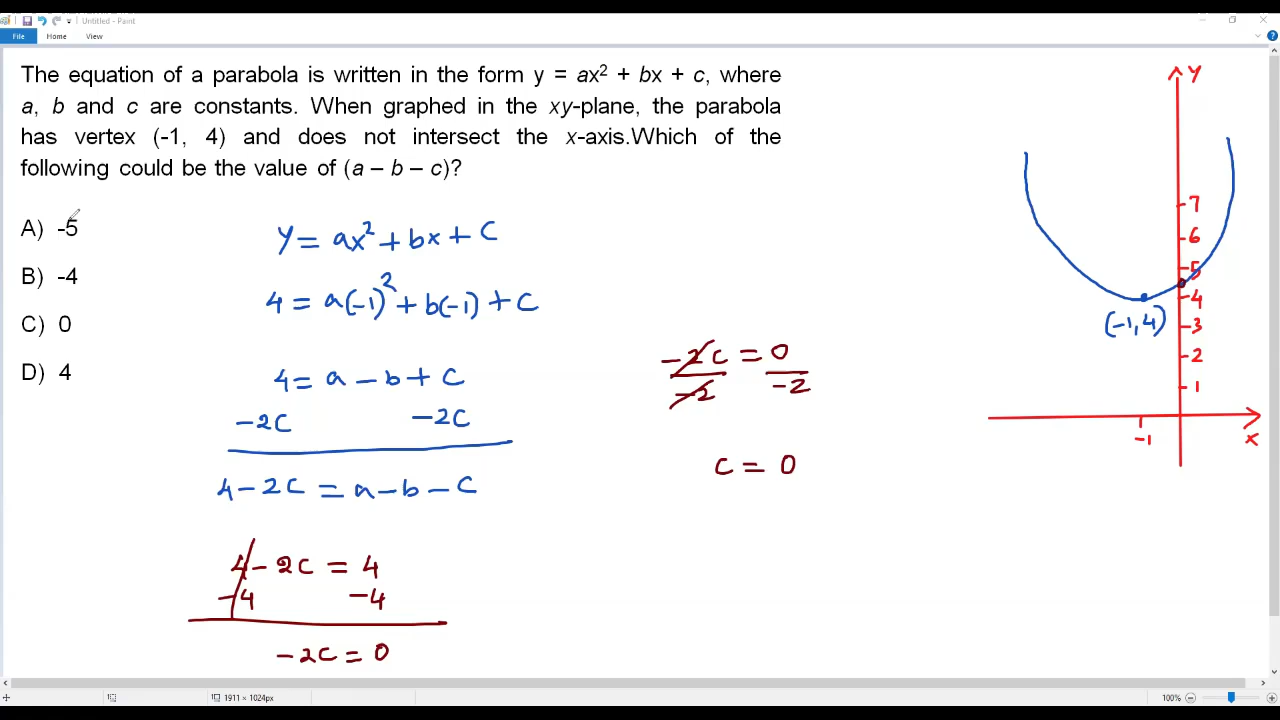 Untitled - Paint
File Home View
The equation of a parabola is written in the form y = ax² + bx + c, where
a, b and c are constants. When graphed in the xy-plane, the parabola
has vertex (-1, 4) and does not intersect the x-axis.Which of the
following could be the value of (a – b – c)?
A) -5
B) -4
C) 0
D) 4
y = ax² + bx + c
4 = a(-1)² + b(-1) + c
4 = a - b + c
-2c -2c
4 - 2c = a - b - c
4 - 2c = 4
-4 -4
-2c = 0
-2c = 0
-2 -2
c = 0
Y
7
6
5
4
(-1,4)
3
2
1
-1
X
1911 × 1024px
100%